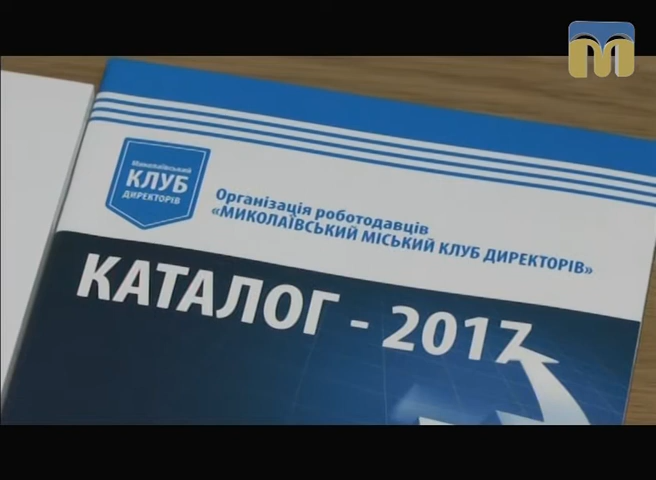 Миколаївський
КЛУБ
ДИРЕКТОРІВ
Організація роботодавців
«МИКОЛАЇВСЬКИЙ МІСЬКИЙ КЛУБ ДИРЕКТОРІВ»
КАТАЛОГ - 2017
М